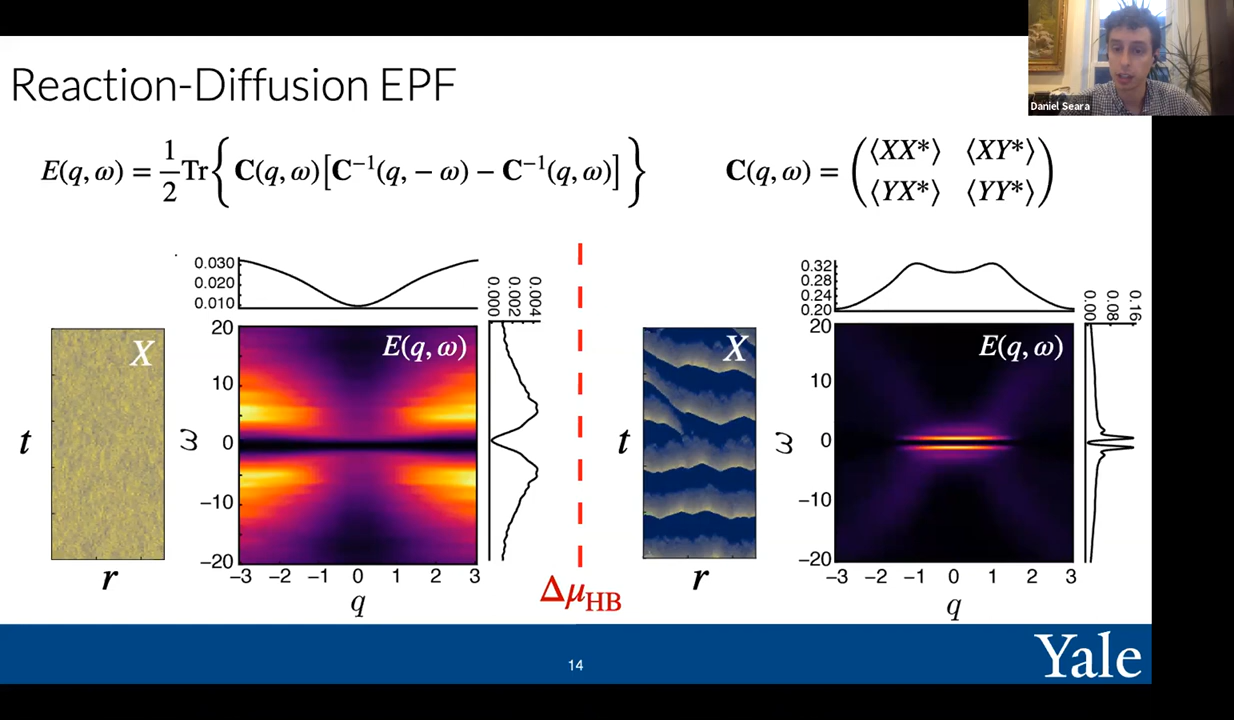 Daniel Seara
Reaction-Diffusion EPF
E(q, ω) = 1/2 Tr{ C(q, ω)[C⁻¹(q, − ω) − C⁻¹(q, ω)] }
C(q, ω) = (⟨XX*⟩ ⟨XY*⟩
⟨YX*⟩ ⟨YY*⟩)
0.030
0.020
0.010
0.000
0.002
0.004
20
10
0
−10
−20
X
E(q, ω)
t
ω
r
−3 −2 −1 0 1 2 3
q
Δμ_HB
0.32
0.28
0.24
0.20
0.00
0.08
0.16
20
10
0
−10
−20
X
E(q, ω)
t
ω
r
−3 −2 −1 0 1 2 3
q
14
Yale